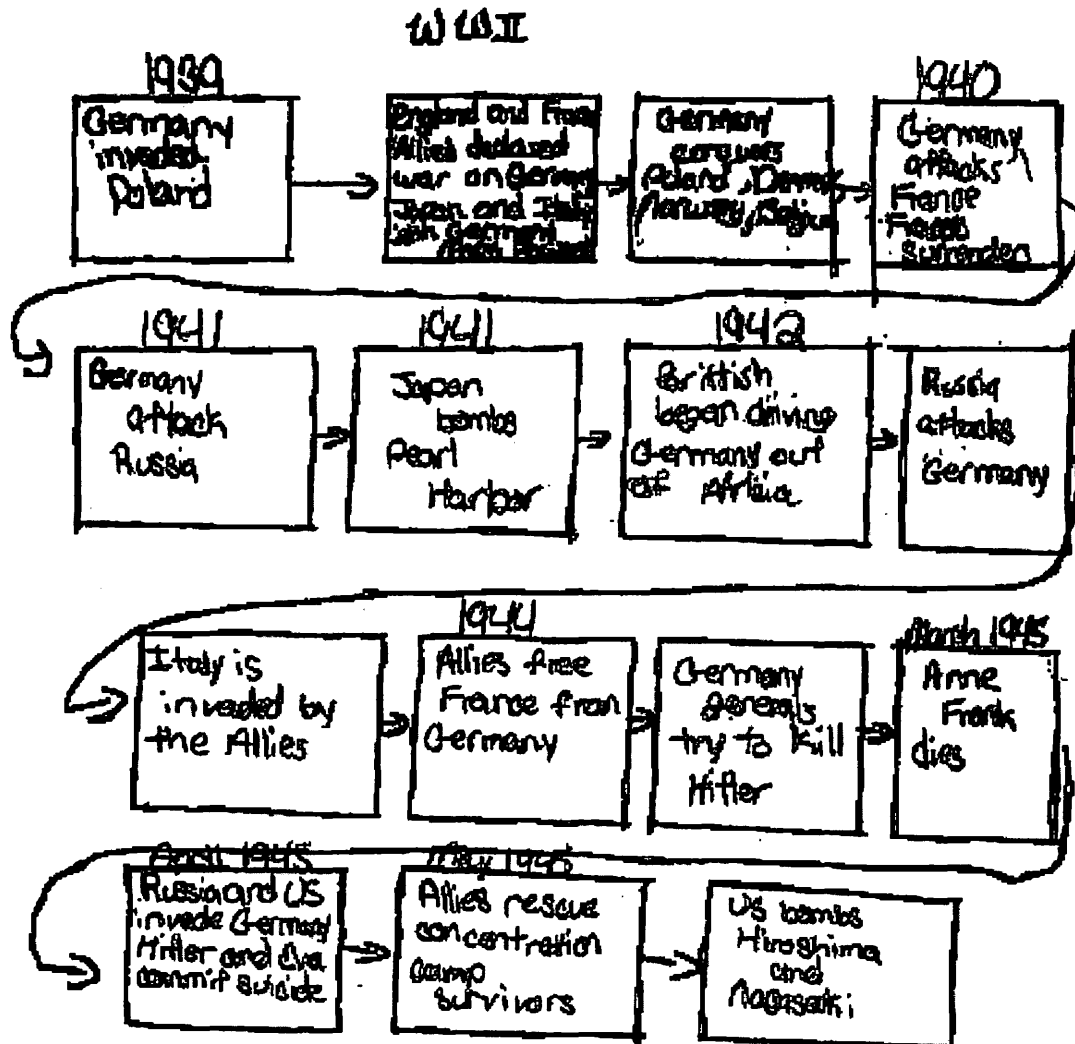 WWII
1939
Germany
invaded
Poland
England and France
Allies declared
war on Germany
Japan and Italy
join Germany
Germany
conquers
Poland, Denmark
Norway, Belgium
1940
Germany
attacks
France
France
surrender
1941
Germany
attack
Russia
1941
Japan
bombs
Pearl
Harbor
1942
Brittish
began driving
Germany out
of
Russia
attacks
Germany
Italy is
invaded by
the Allies
1944
Allies free
France from
Germany
Germany
generals
try to kill
Hitler
March 1945
Anne
Frank
dies
April 1945
Russia and US
invade Germany
Hitler and Eva
commit suicide
May 1945
Allies rescue
concentration
camp
survivors
US bombs
Hiroshima
and
Nagasaki